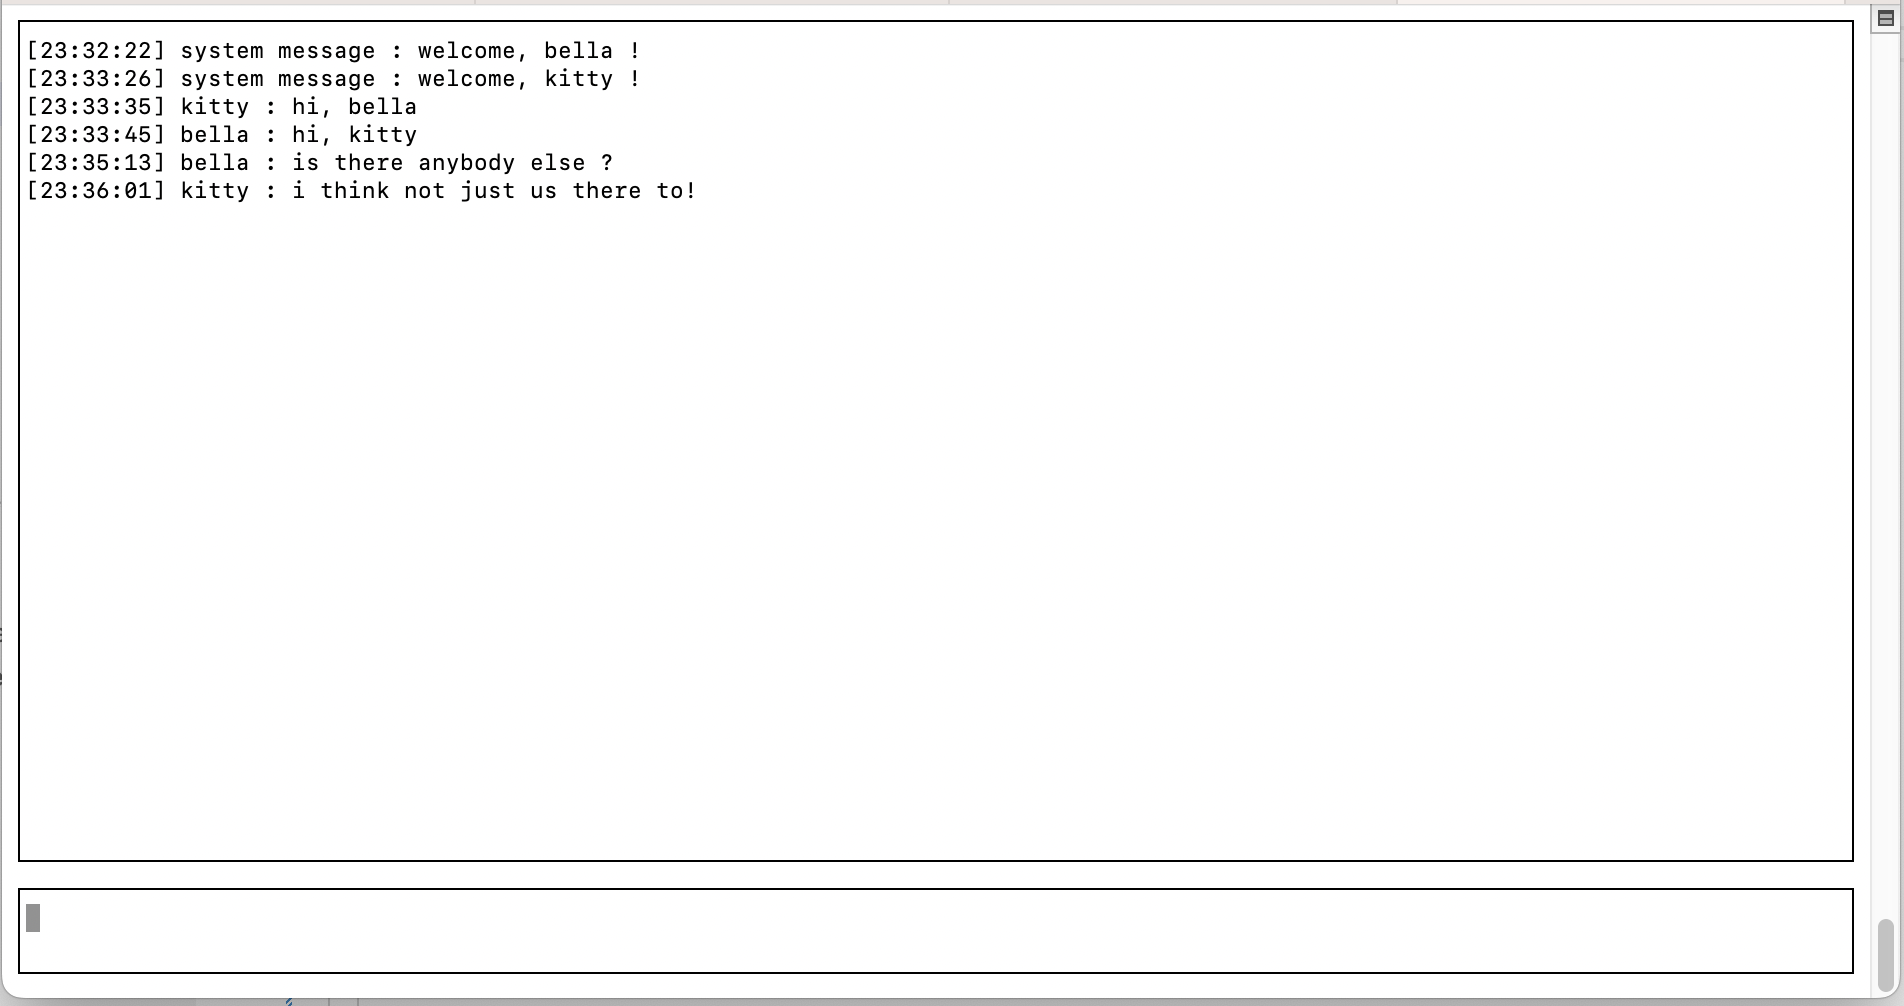 [23:32:22] system message : welcome, bella !
[23:33:26] system message : welcome, kitty !
[23:33:35] kitty : hi, bella
[23:33:45] bella : hi, kitty
[23:35:13] bella : is there anybody else ?
[23:36:01] kitty : i think not just us there to!